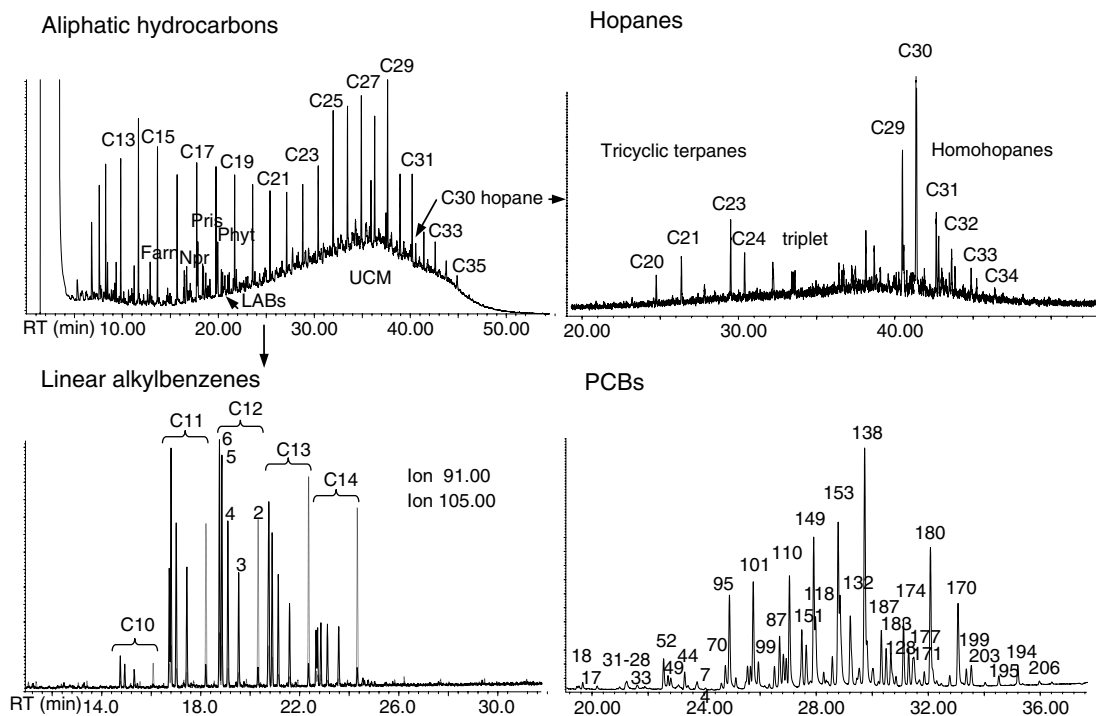 Aliphatic hydrocarbons
C13
C15
C17
C19
C21
C23
C25
C27
C29
C31
C33
C35
Farn
Npr
Pris
Phyt
LABs
UCM
C30 hopane
RT (min)
10.00
20.00
30.00
40.00
50.00
Hopanes
Tricyclic terpanes
C20
C21
C23
C24
triplet
C29
C30
Homohopanes
C31
C32
C33
C34
20.00
30.00
40.00
Linear alkylbenzenes
C10
C11
C12
C13
C14
6
5
4
3
2
Ion 91.00
Ion 105.00
RT (min)
14.0
18.0
22.0
26.0
30.0
PCBs
18
17
31-28
33
52
49
44
7
4
70
95
101
99
87
110
151
149
118
153
132
138
187
183
128
174
177
171
180
170
199
203
195
194
206
20.00
24.00
28.00
32.00
36.00